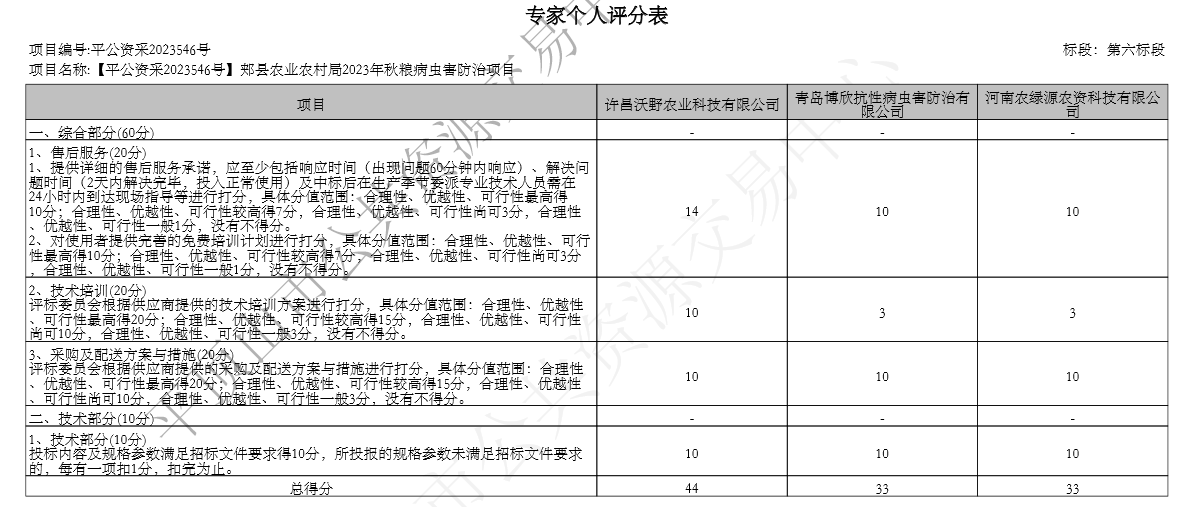 专家个人评分表
项目编号:平公资采2023546号
标段：第六标段
项目名称:【平公资采2023546号】郏县农业农村局2023年秋粮病虫害防治项目
项目
许昌沃野农业科技有限公司
青岛博欣抗性病虫害防治有
限公司
河南农绿源农资科技有限公
司
一、综合部分(60分)
-
-
-
1、售后服务(20分)
1、提供详细的售后服务承诺，应至少包括响应时间（出现问题60分钟内响应）、解决问
题时间（2天内解决完毕，投入正常使用）及中标后在生产季节委派专业技术人员需在
24小时内到达现场指导等进行打分，具体分值范围：合理性、优越性、可行性最高得
10分；合理性、优越性、可行性较高得7分，合理性、优越性、可行性尚可3分，合理性
、优越性、可行性一般1分，没有不得分。
2、对使用者提供完善的免费培训计划进行打分，具体分值范围：合理性、优越性、可行
性最高得10分；合理性、优越性、可行性较高得7分，合理性、优越性、可行性尚可3分
，合理性、优越性、可行性一般1分，没有不得分。
14
10
10
2、技术培训(20分)
评标委员会根据供应商提供的技术培训方案进行打分，具体分值范围：合理性、优越性
、可行性最高得20分；合理性、优越性、可行性较高得15分，合理性、优越性、可行性
尚可10分，合理性、优越性、可行性一般3分，没有不得分。
10
3
3
3、采购及配送方案与措施(20分)
评标委员会根据供应商提供的采购及配送方案与措施进行打分，具体分值范围：合理性
、优越性、可行性最高得20分；合理性、优越性、可行性较高得15分，合理性、优越性
、可行性尚可10分，合理性、优越性、可行性一般3分，没有不得分。
10
10
10
二、技术部分(10分)
-
-
-
1、技术部分(10分)
投标内容及规格参数满足招标文件要求得10分，所投报的规格参数未满足招标文件要求
的，每有一项扣1分，扣完为止。
10
10
10
总得分
44
33
33
平顶山市公共资源交易中
市公共资源交易中心